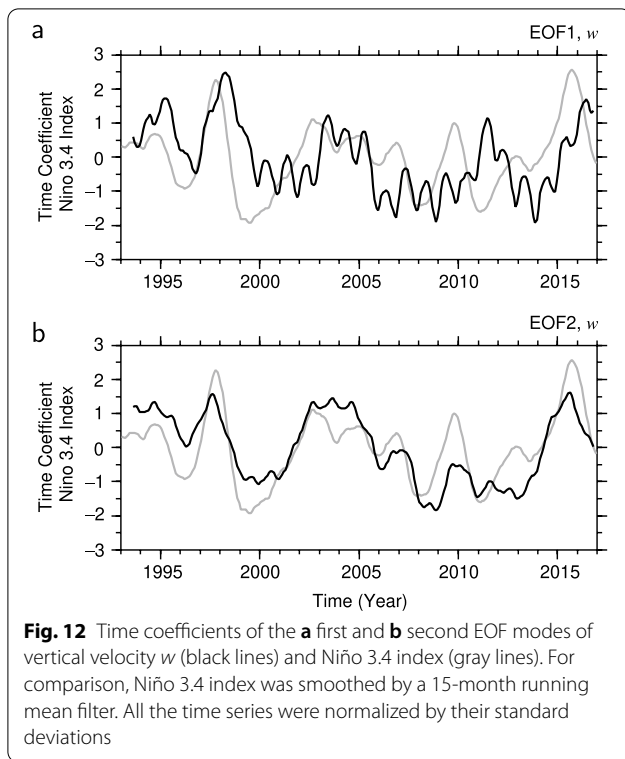 a
EOF1, w
3
2
1
0
−1
−2
−3
Time Coefficient
Nino 3.4 Index
1995 2000 2005 2010 2015
b
EOF2, w
3
2
1
0
−1
−2
−3
Time Coefficient
Nino 3.4 Index
1995 2000 2005 2010 2015
Time (Year)
Fig. 12 Time coefficients of the a first and b second EOF modes of
vertical velocity w (black lines) and Niño 3.4 index (gray lines). For
comparison, Niño 3.4 index was smoothed by a 15-month running
mean filter. All the time series were normalized by their standard
deviations